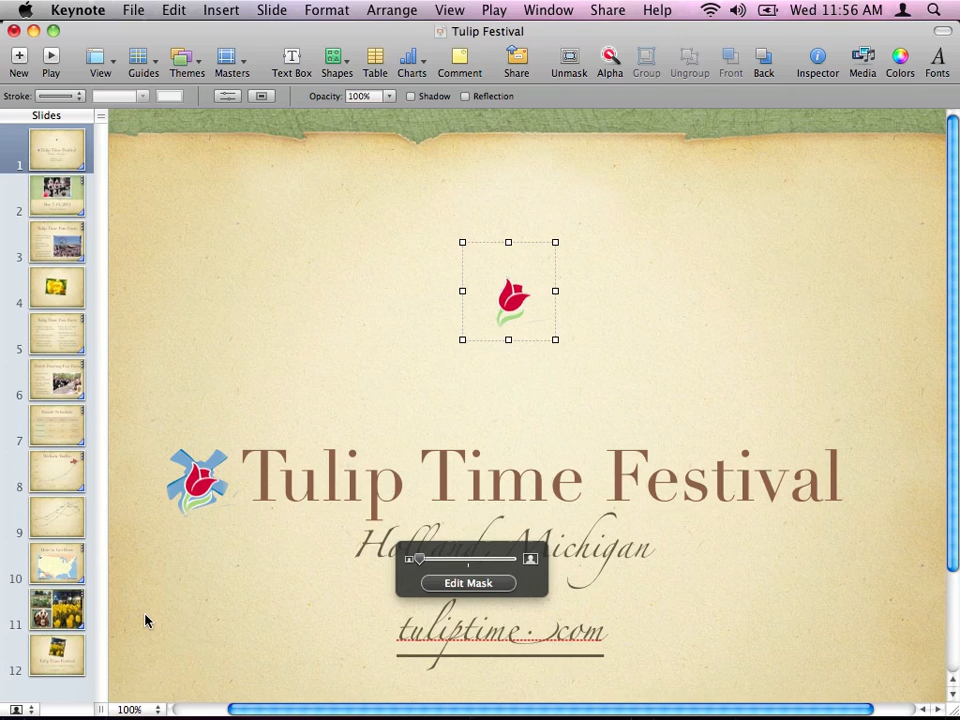 Keynote File Edit Insert Slide Format Arrange View Play Window Share Help Wed 11:56 AM
Tulip Festival
New Play View Guides Themes Masters Text Box Shapes Table Charts Comment Share Unmask Alpha Group Ungroup Front Back Inspector Media Colors Fonts
Stroke: Opacity: 100% Shadow Reflection
Slides
1
2
3
4
5
6
7
8
9
10
11
12
Tulip Time Festival
Holland, Michigan
Edit Mask
tuliptime.com
100%